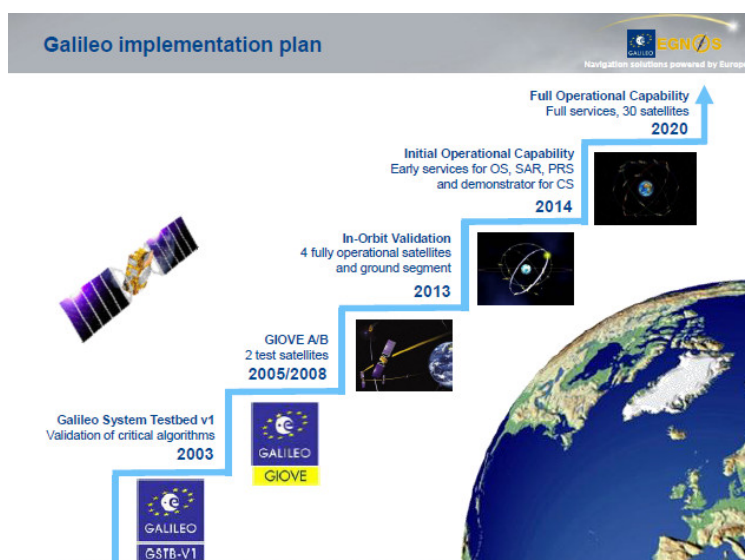 Galileo implementation plan
GALILEO
EGNOS
Navigation solutions powered by Europe
Full Operational Capability
Full services, 30 satellites
2020
Initial Operational Capability
Early services for OS, SAR, PRS
and demonstrator for CS
2014
In-Orbit Validation
4 fully operational satellites
and ground segment
2013
GIOVE A/B
2 test satellites
2005/2008
Galileo System Testbed v1
Validation of critical algorithms
2003
GALILEO
GIOVE
GALILEO
GSTB-V1